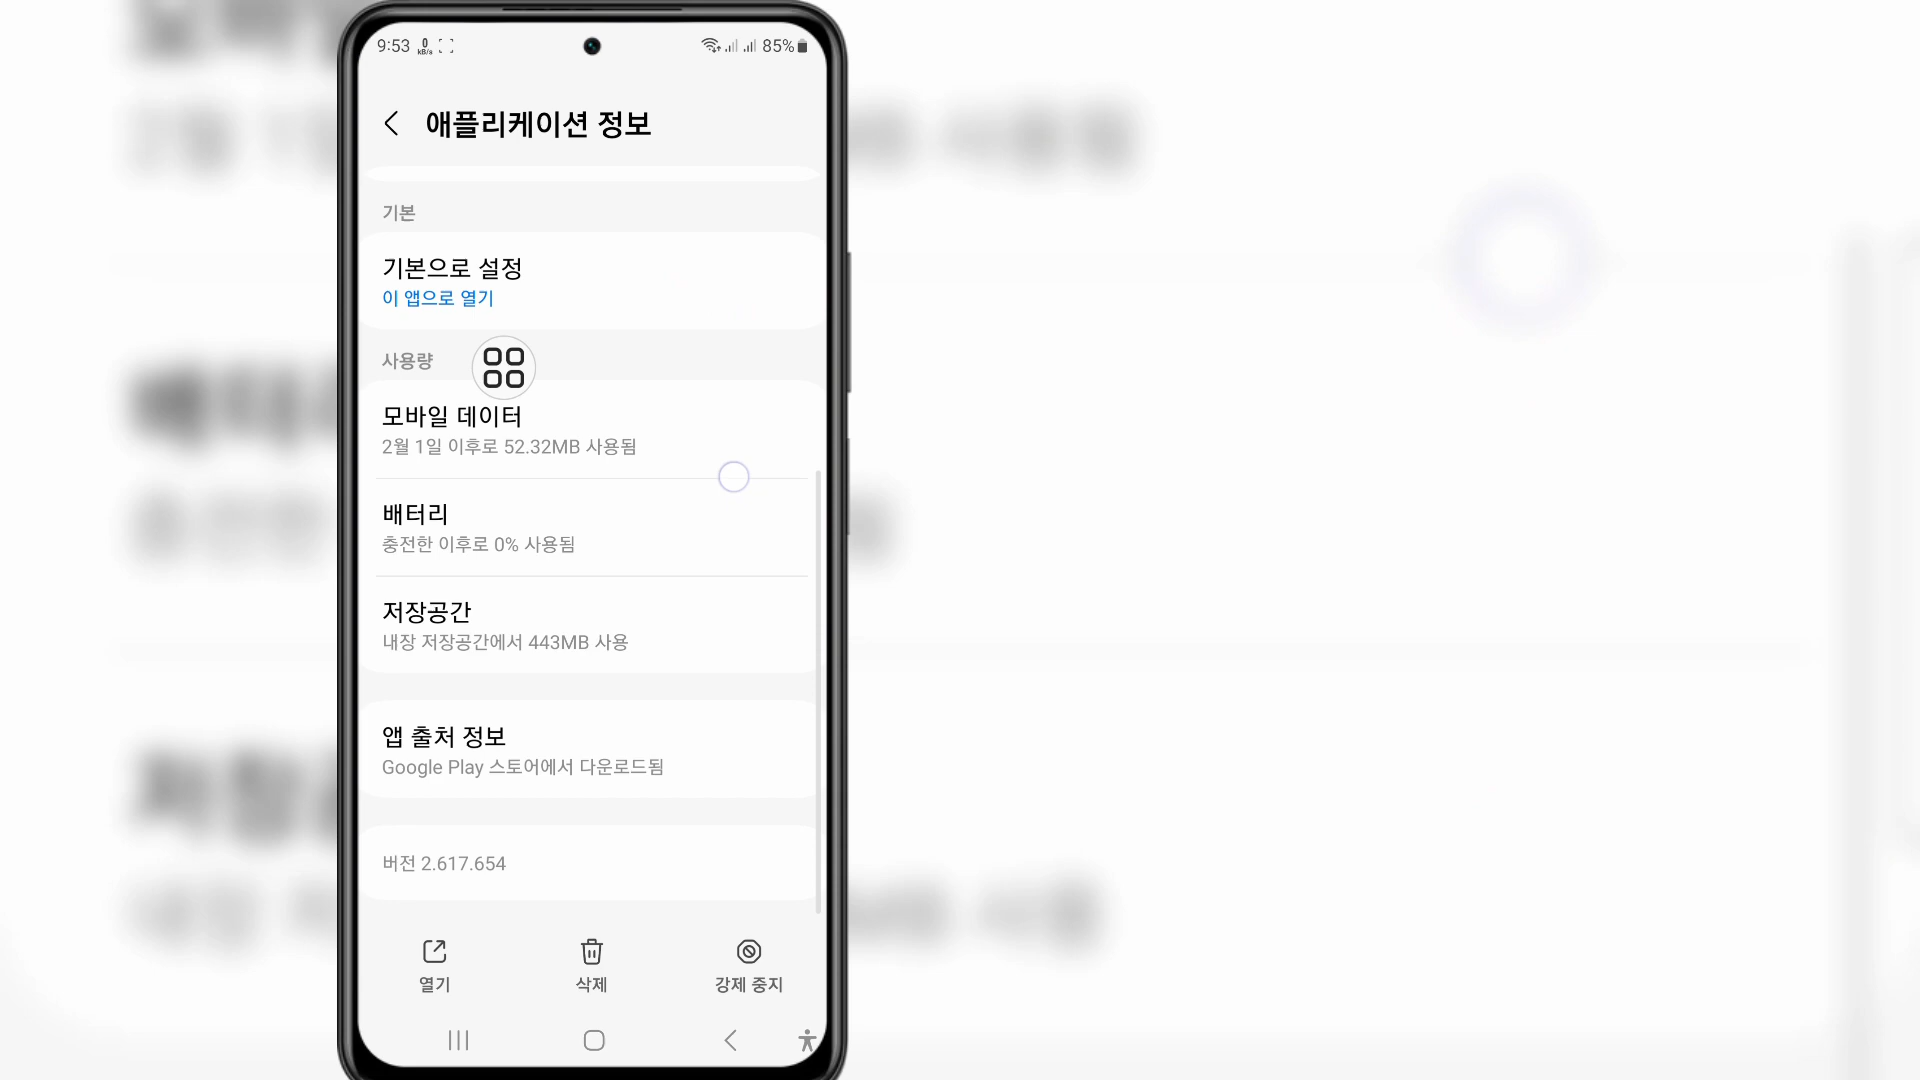 9:53
0
kB/s
85%
애플리케이션 정보
기본
기본으로 설정
이 앱으로 열기
사용량
모바일 데이터
2월 1일 이후로 52.32MB 사용됨
배터리
충전한 이후로 0% 사용됨
저장공간
내장 저장공간에서 443MB 사용
앱 출처 정보
Google Play 스토어에서 다운로드됨
버전 2.617.654
열기
삭제
강제 중지